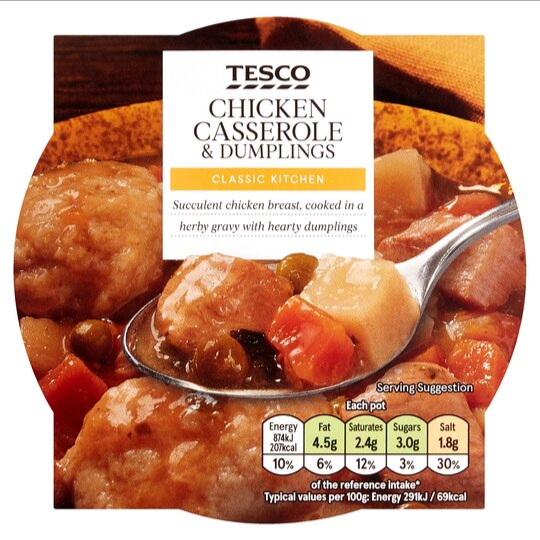 TESCO
CHICKEN
CASSEROLE
& DUMPLINGS
CLASSIC KITCHEN
Succulent chicken breast, cooked in a
herby gravy with hearty dumplings
Serving Suggestion
Each pot
Energy
874kJ
207kcal
10%
Fat
4.5g
6%
Saturates
2.4g
12%
Sugars
3.0g
3%
Salt
1.8g
30%
of the reference intake*
Typical values per 100g: Energy 291kJ / 69kcal